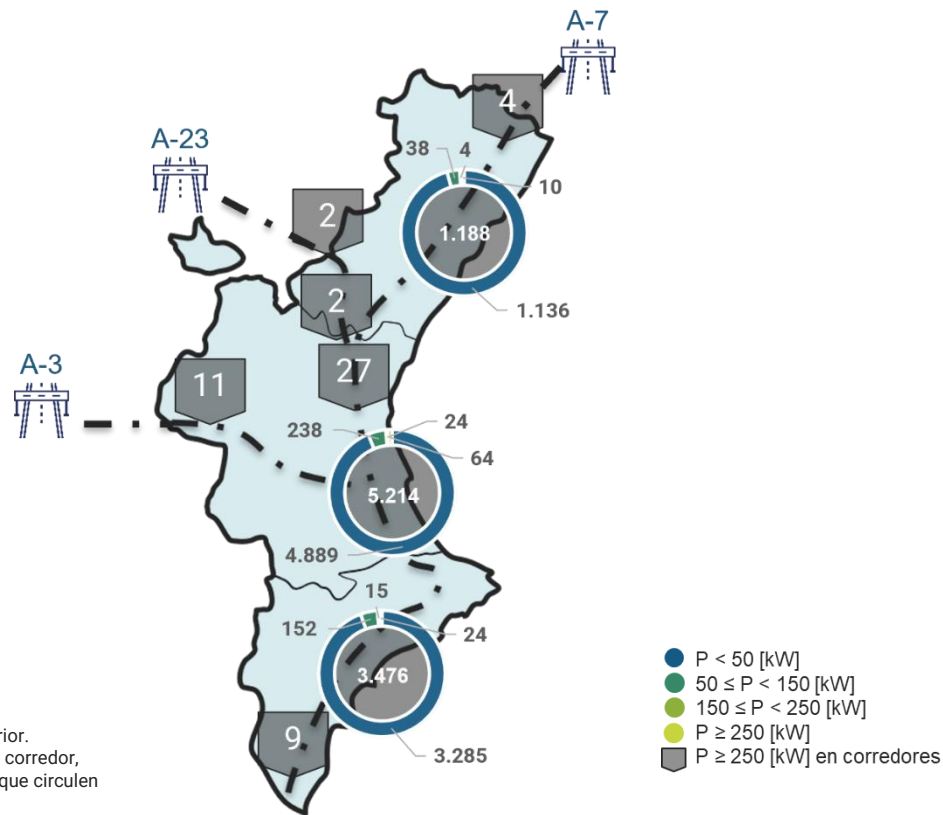 A-7
4
A-23
38
4
10
2
1.188
2
1.136
A-3
11
27
238
24
64
5.214
4.889
15
152
24
3.476
9
3.285
rior.
corredor,
que circulen
P < 50 [kW]
50 ≤ P < 150 [kW]
150 ≤ P < 250 [kW]
P ≥ 250 [kW]
P ≥ 250 [kW] en corredores